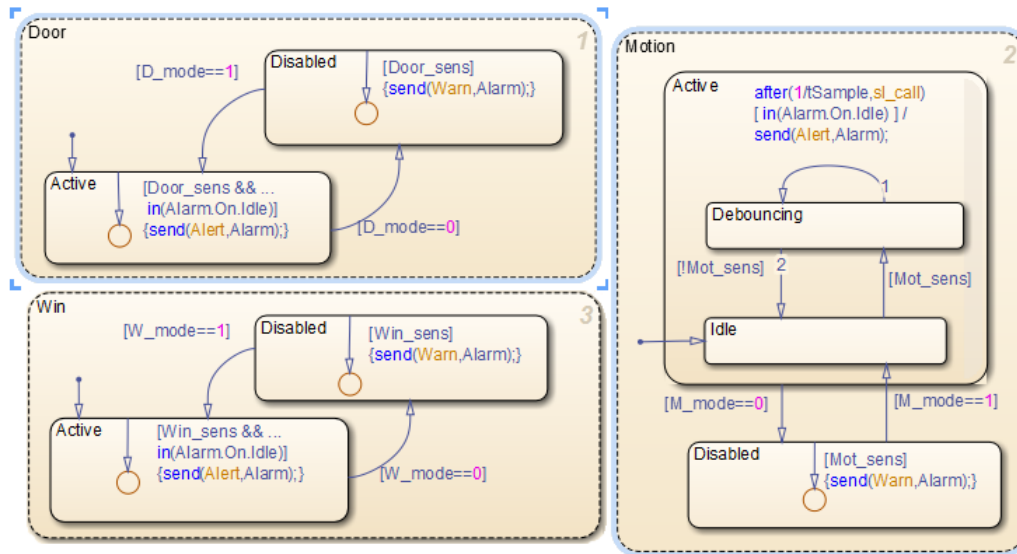 Door
1
Disabled
[D_mode==1]
[Door_sens]
{send(Warn,Alarm);}
Active
[Door_sens && ...
in(Alarm.On.Idle)]
{send(Alert,Alarm);}
[D_mode==0]
Win
3
Disabled
[W_mode==1]
[Win_sens]
{send(Warn,Alarm);}
Active
[Win_sens && ...
in(Alarm.On.Idle)]
{send(Alert,Alarm);}
[W_mode==0]
Motion
2
Active
after(1/tSample,sl_call)
[ in(Alarm.On.Idle) ] /
send(Alert,Alarm);
1
Debouncing
[!Mot_sens]
2
[Mot_sens]
Idle
[M_mode==0]
[M_mode==1]
Disabled
[Mot_sens]
{send(Warn,Alarm);}